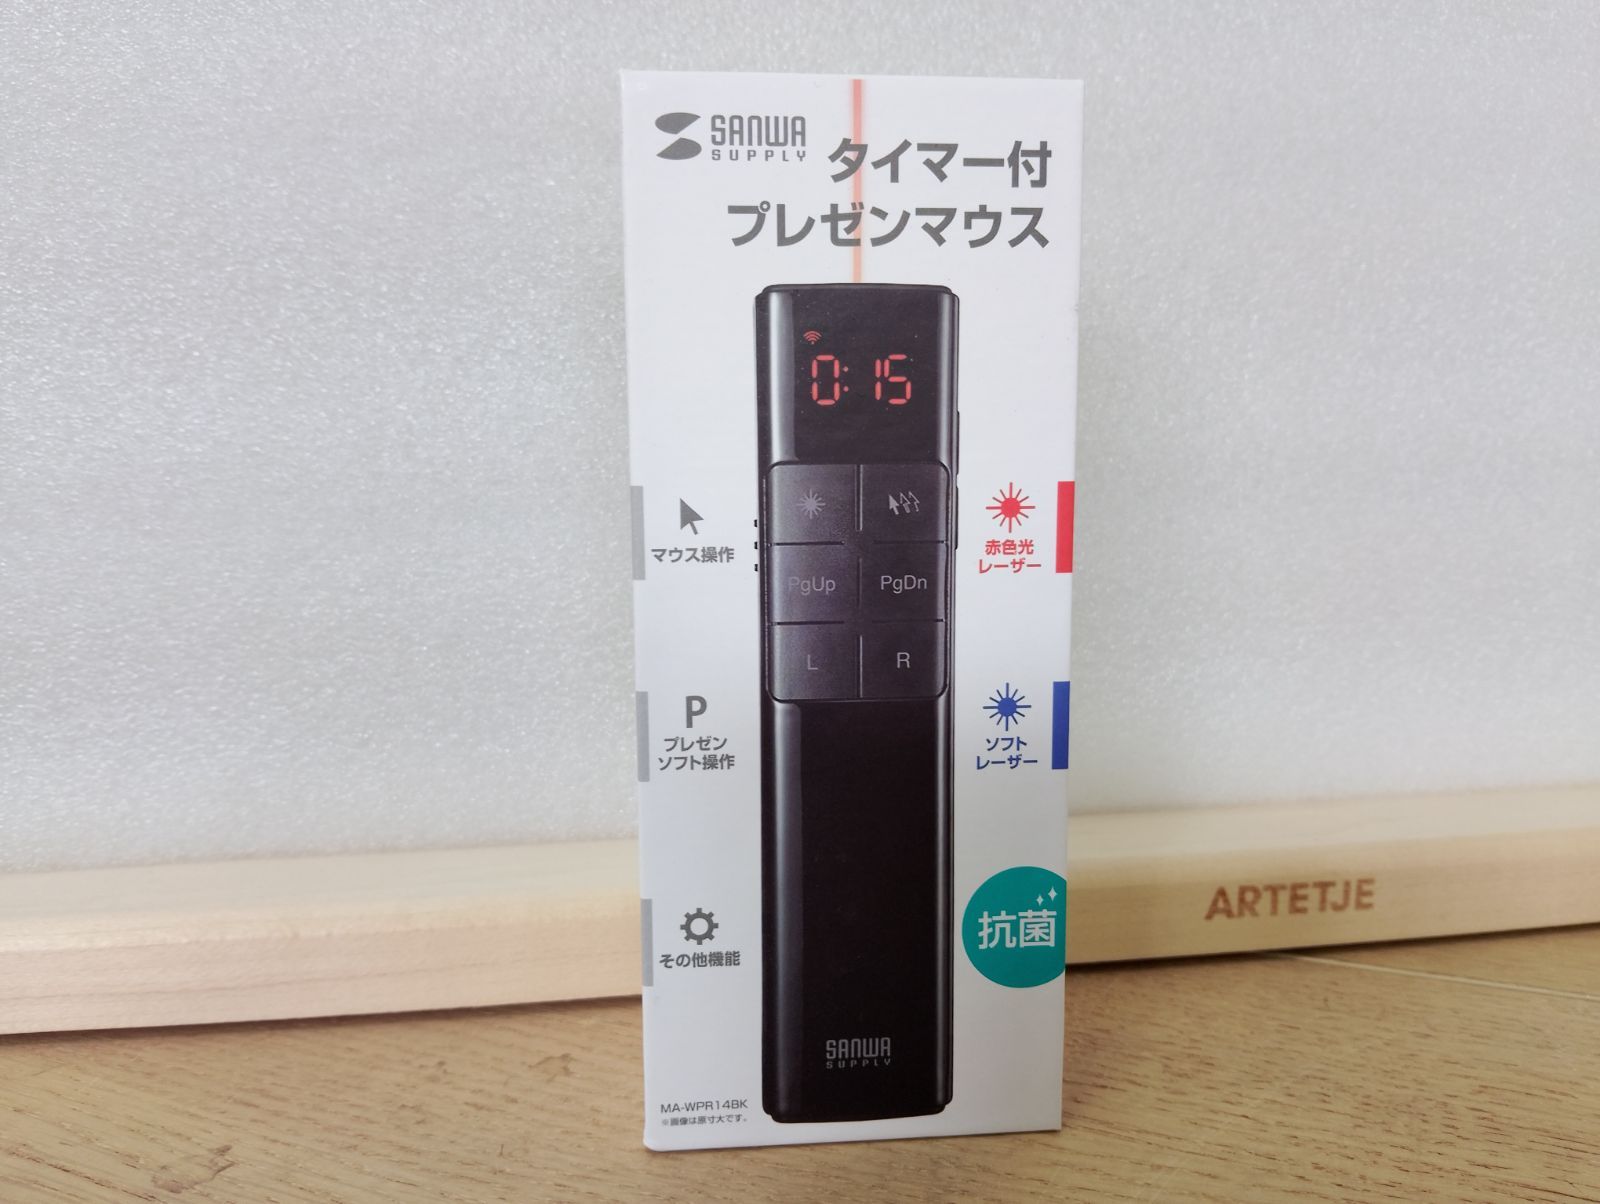 SANWA
SUPPLY
タイマー付
プレゼンマウス
0:15
マウス操作
赤色光
レーザー
PgUp
PgDn
L
R
P
プレゼン
ソフト操作
ソフト
レーザー
抗菌
その他機能
ARTETJE
SANWA
SUPPLY
MA-WPR14BK
※画像は原寸大です。